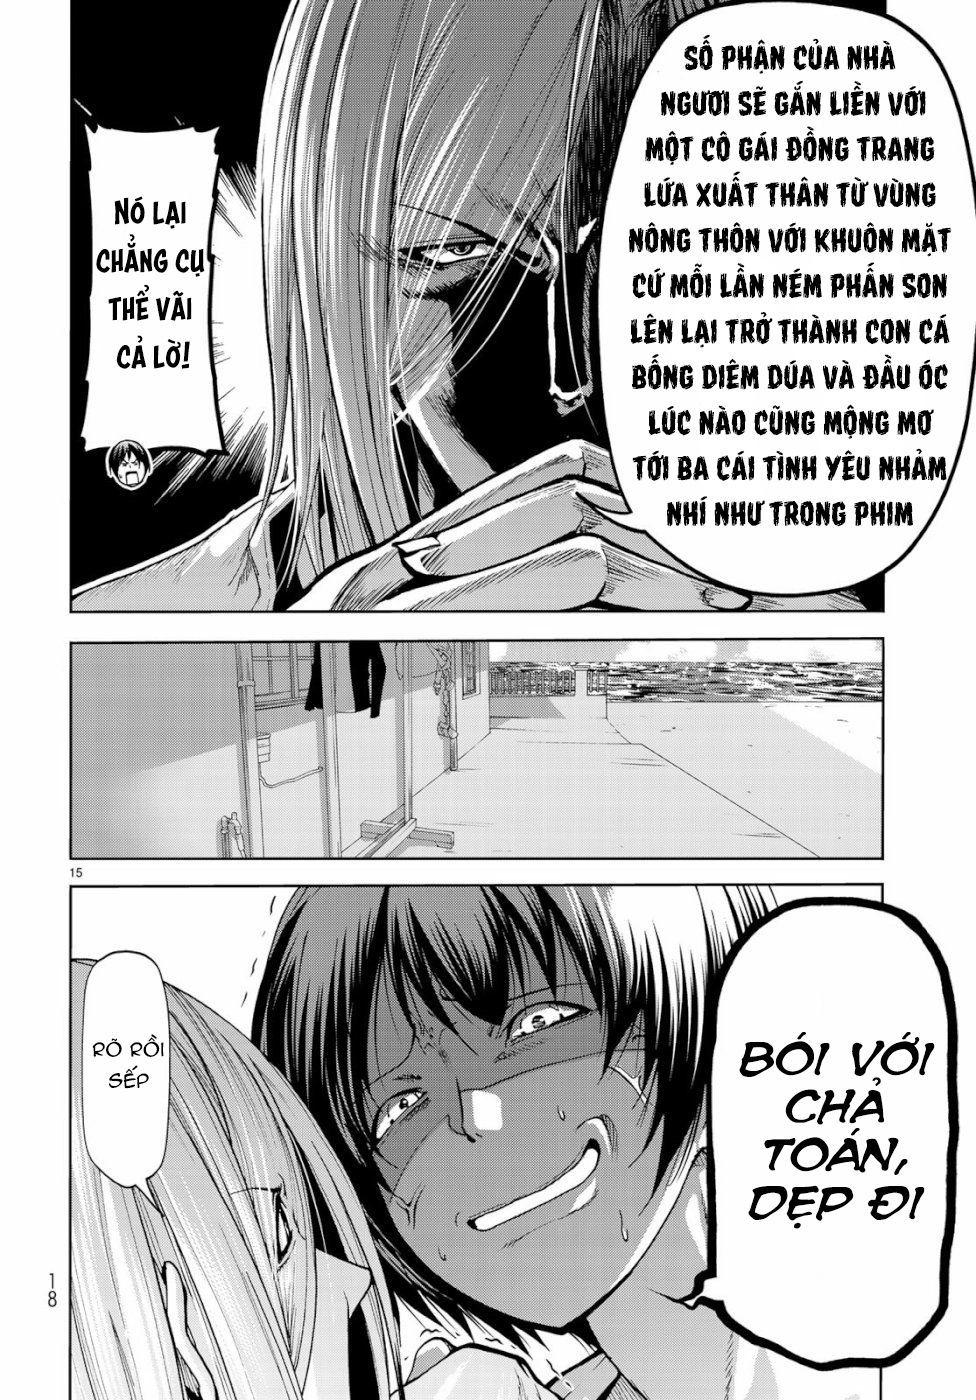 SỐ PHẬN CỦA NHÀ
NGƯƠI SẼ GẮN LIỀN VỚI
MỘT CÔ GÁI ĐỒNG TRANG
LỨA XUẤT THÂN TỪ VÙNG
NÔNG THÔN VỚI KHUÔN MẶT
CỨ MỖI LẦN NÉM PHẤN SON
LÊN LẠI TRỞ THÀNH CON CÁ
BỐNG DIÊM DÚA VÀ ĐẦU ÓC
LÚC NÀO CŨNG MỘNG MƠ
TỚI BA CÁI TÌNH YÊU NHẢM
NHÍ NHƯ TRONG PHIM
NÓ LẠI
CHẲNG CỤ
THỂ VÃI
CẢ LỜ!
15
BÓI VỚI
CHẢ
TOÁN,
DẸP ĐI
RÕ RỒI
SẾP
18